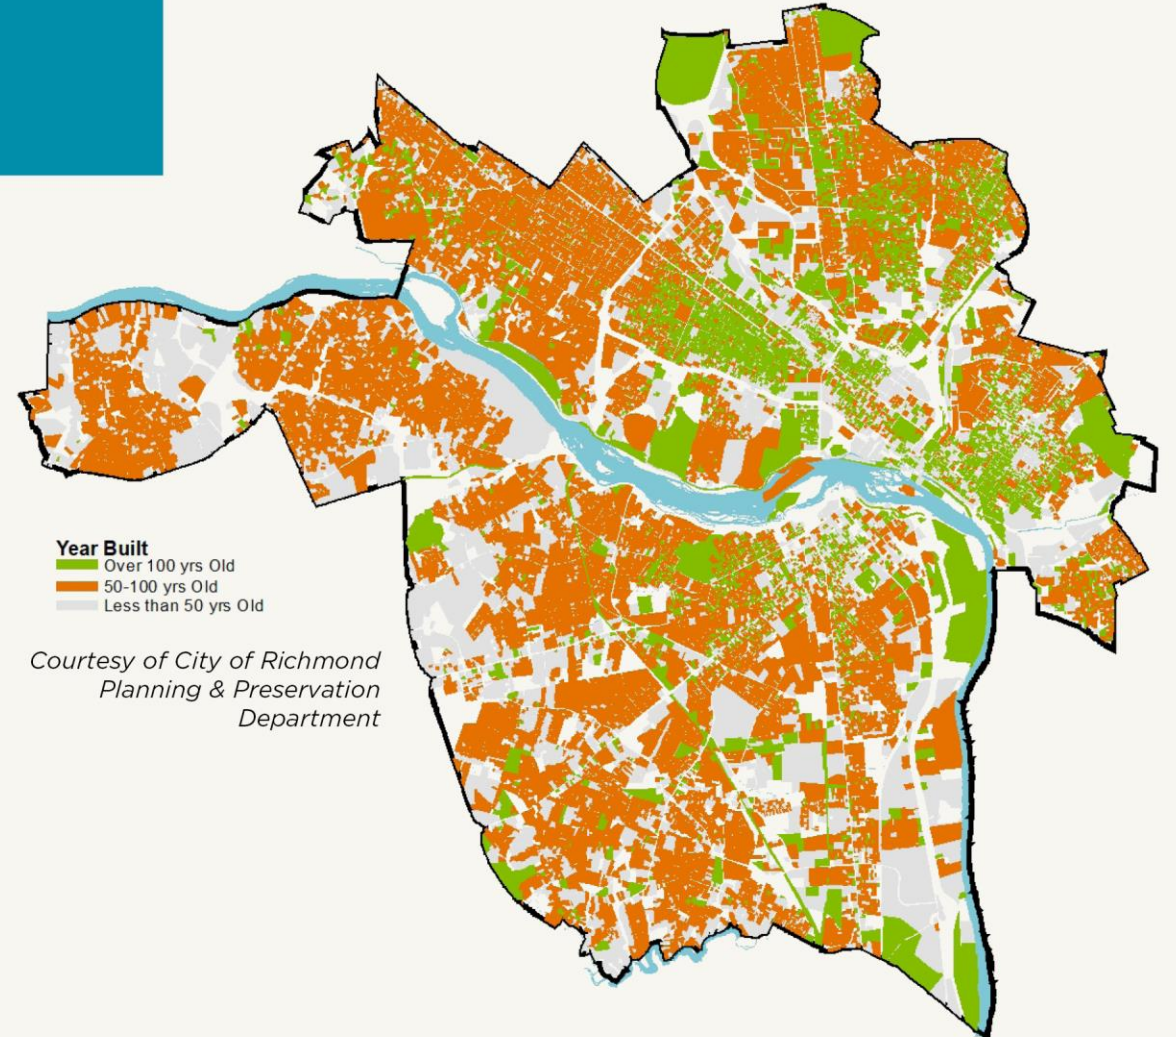 Year Built
Over 100 yrs Old
50-100 yrs Old
Less than 50 yrs Old
Courtesy of City of Richmond
Planning & Preservation
Department